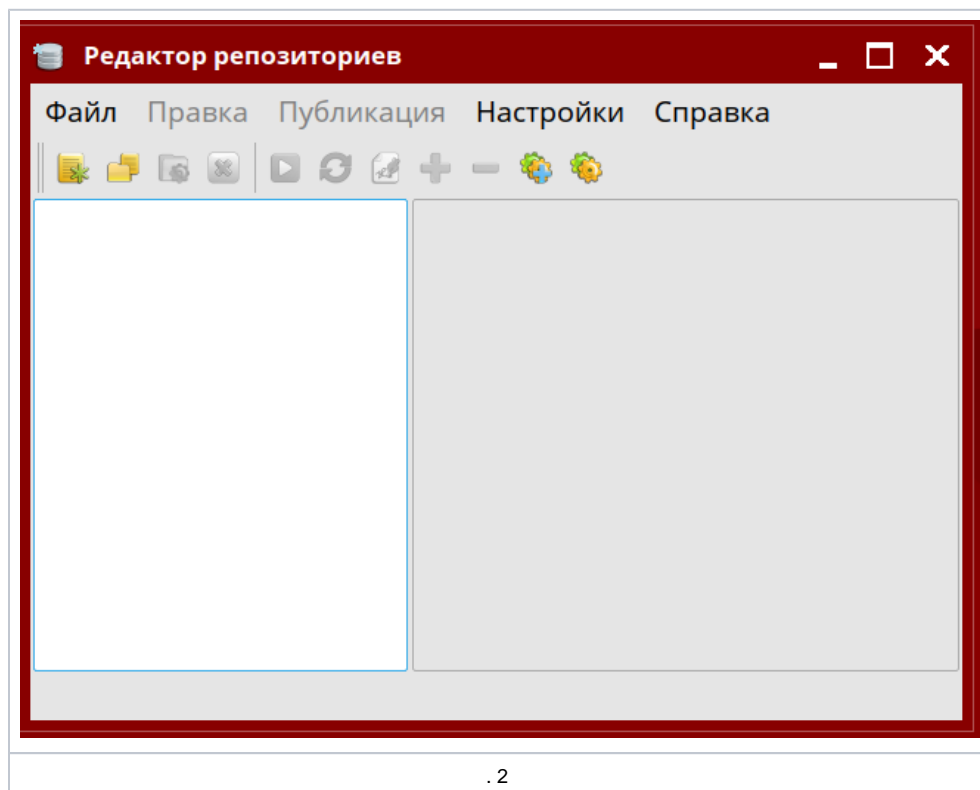 Редактор репозиториев
Файл Правка Публикация Настройки Справка
. 2